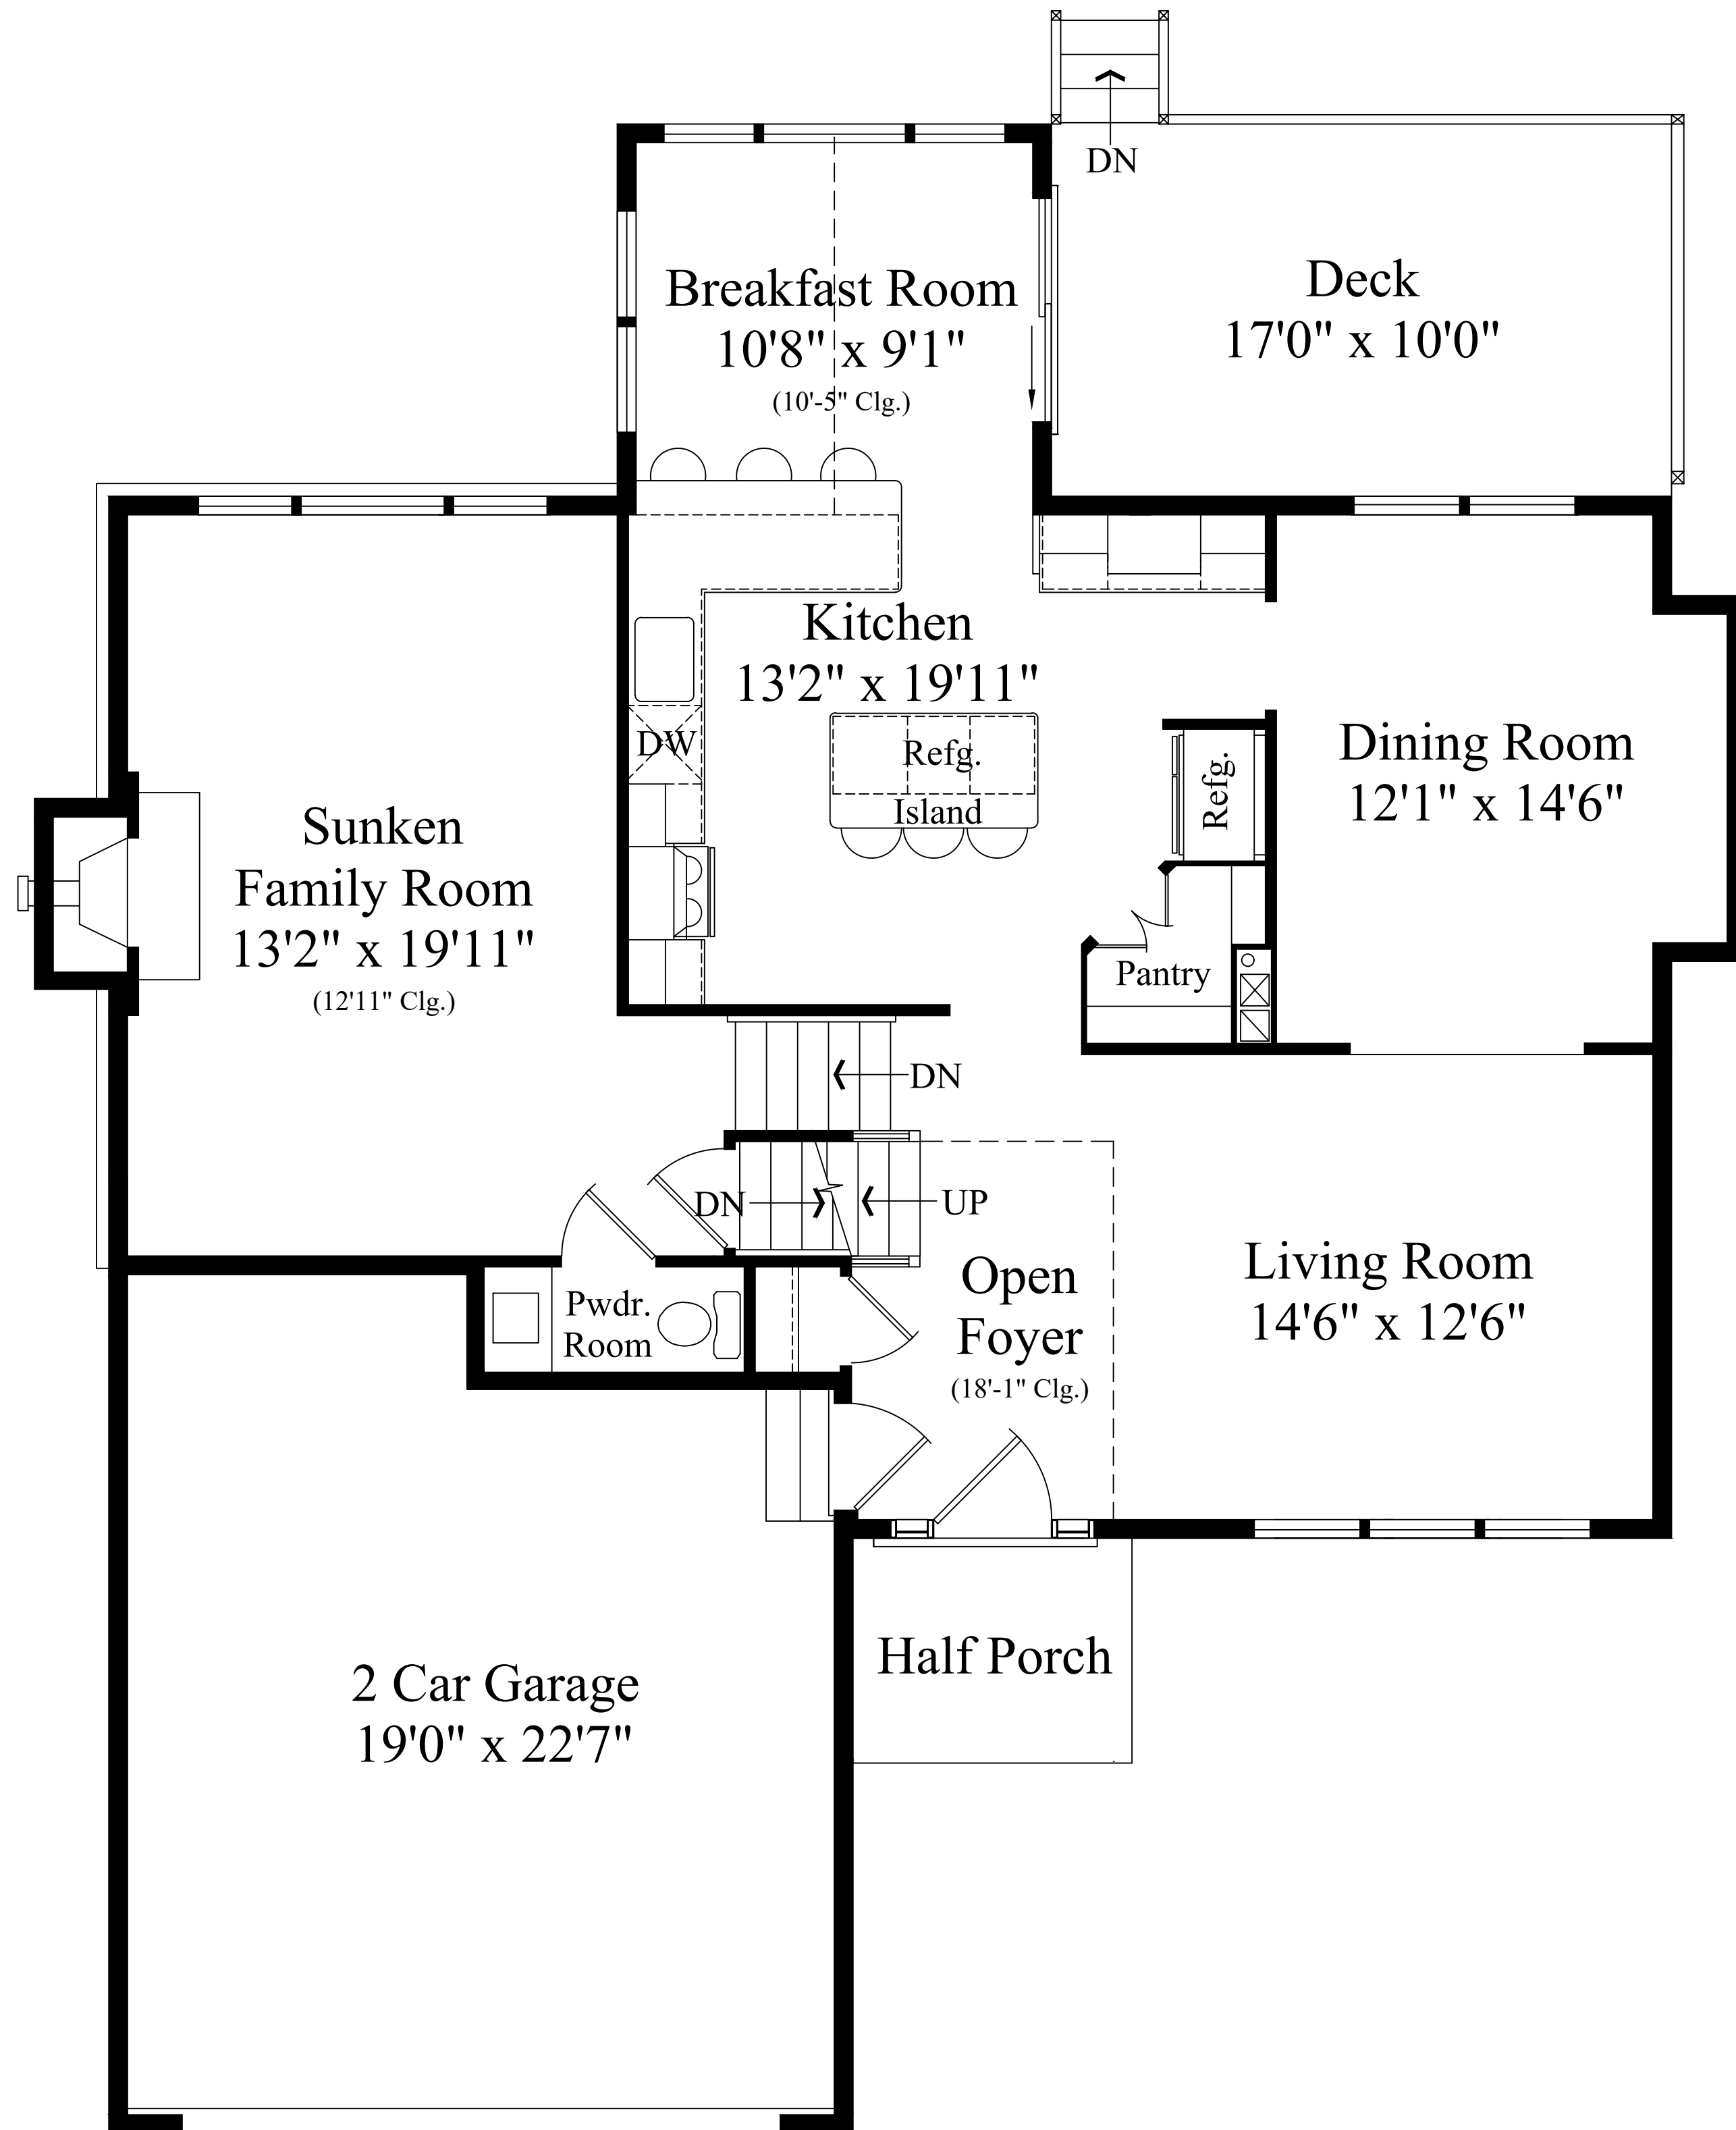 DN
Breakfast Room
10'8" x 9'1"
(10'-5" Clg.)
Deck
17'0" x 10'0"
Kitchen
13'2" x 19'11"
DW
Refg.
Island
Refg.
Dining Room
12'1" x 14'6"
Sunken
Family Room
13'2" x 19'11"
(12'11" Clg.)
Pantry
DN
DN
UP
Open
Foyer
(18'-1" Clg.)
Living Room
14'6" x 12'6"
Pwdr.
Room
Half Porch
2 Car Garage
19'0" x 22'7"